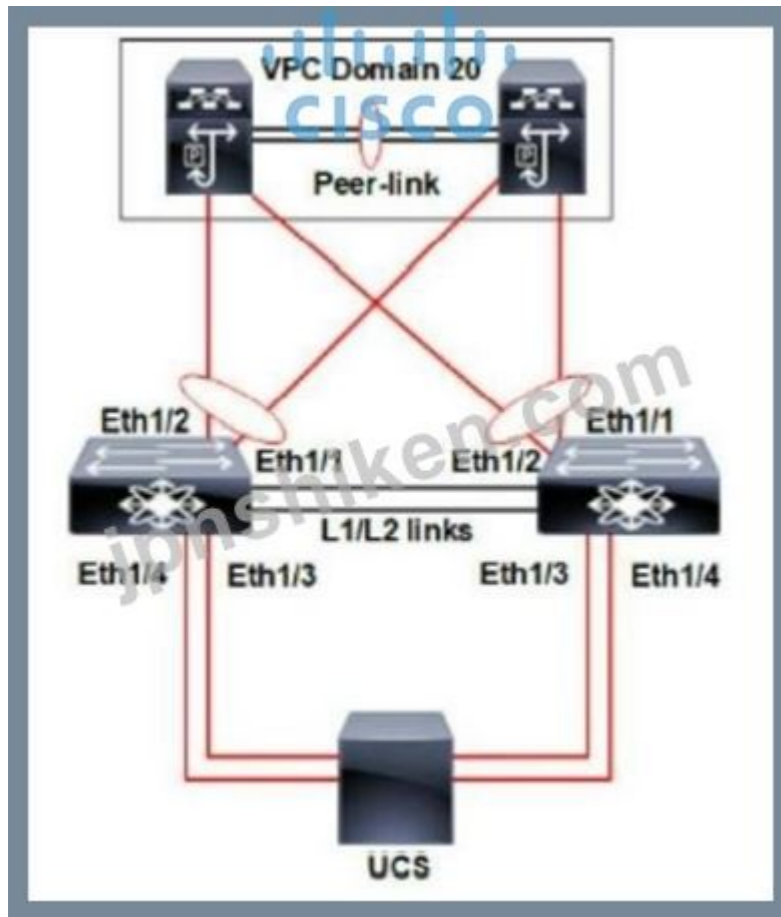 VPC Domain 20
CISCO
Peer-link
Eth1/2
Eth1/1
Eth1/1
Eth1/2
L1/L2 links
Eth1/4
Eth1/3
Eth1/3
Eth1/4
UCS
jpnshiken.com
P
P